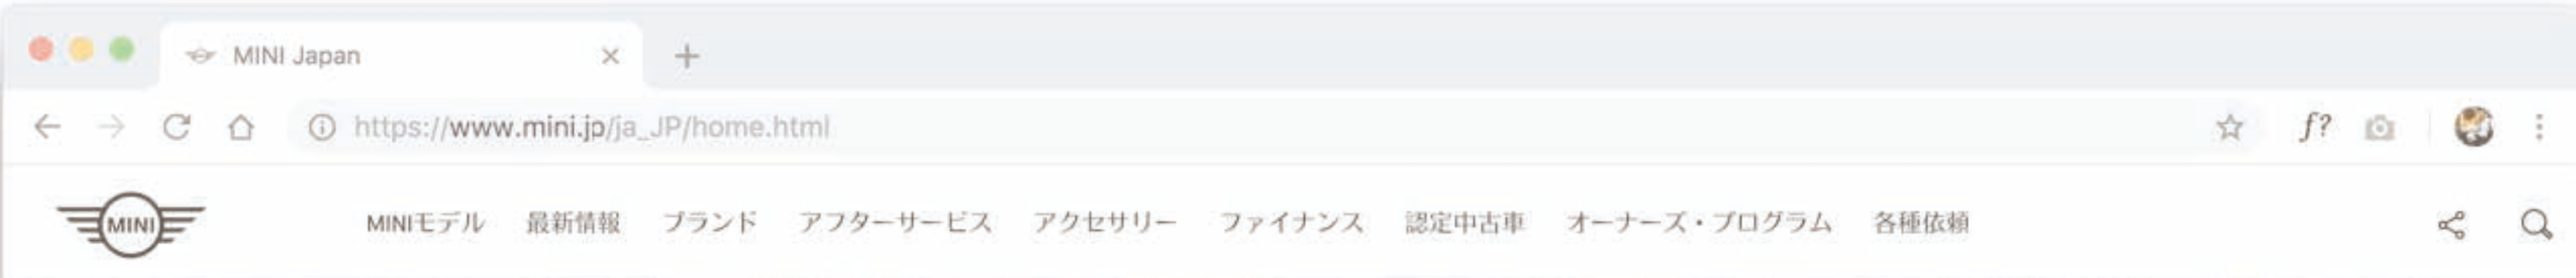 MINI Japan
https://www.mini.jp/ja_JP/home.html
f?
MINI
MINIモデル 最新情報 ブランド アフターサービス アクセサリー ファイナンス 認定中古車 オーナーズ・プログラム 各種依頼